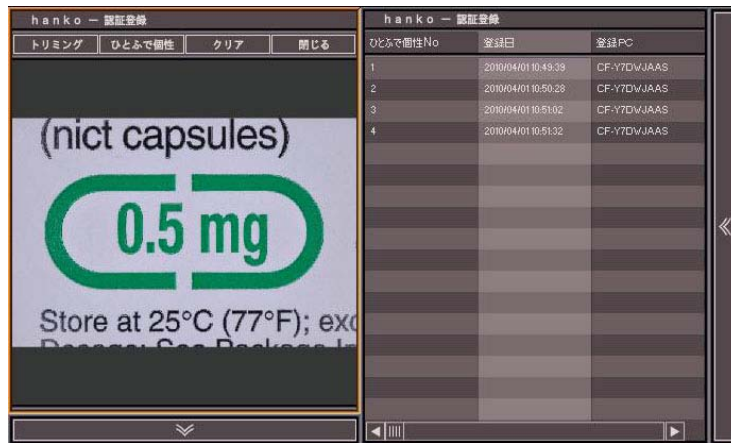 hanko － 認証登録
トリミング ひとふで個性 クリア 閉じる
(nict capsules)
0.5 mg
Store at 25°C (77°F); exc
hanko － 認証登録
ひとふで個性No 登録日 登録PC
1 2010/04/01 10:49:39 CF-Y7DWJAAS
2 2010/04/01 10:50:28 CF-Y7DWJAAS
3 2010/04/01 10:51:02 CF-Y7DWJAAS
4 2010/04/01 10:51:32 CF-Y7DWJAAS